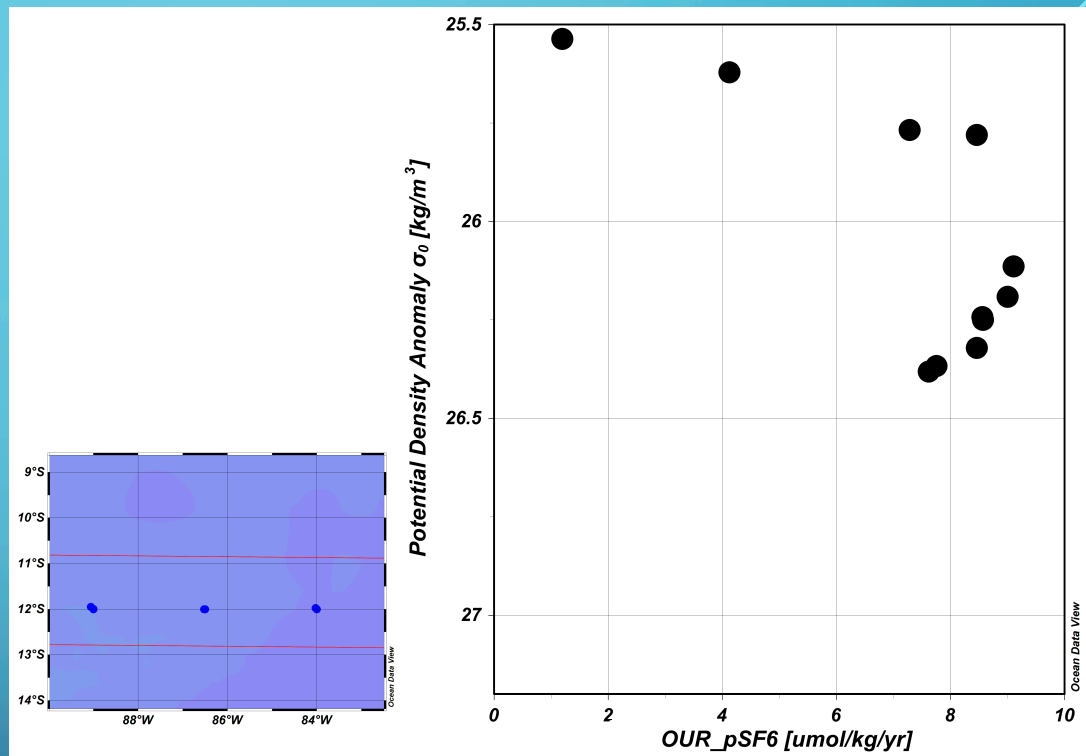 25.5
26
26.5
27
Potential Density Anomaly σ₀ [kg/m³]
0 2 4 6 8 10
OUR_pSF6 [umol/kg/yr]
Ocean Data View
9°S
10°S
11°S
12°S
13°S
14°S
88°W 86°W 84°W
Ocean Data View